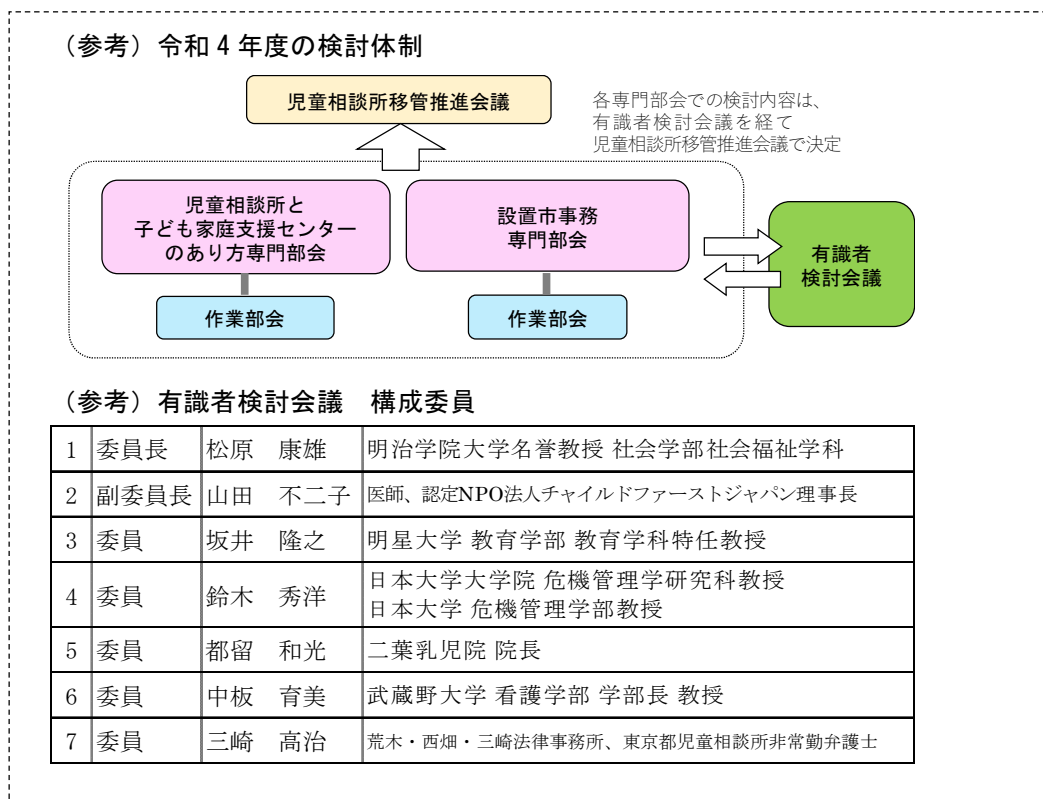 （参考）令和４年度の検討体制
児童相談所移管推進会議
各専門部会での検討内容は、
有識者検討会議を経て
児童相談所移管推進会議で決定
児童相談所と
子ども家庭支援センター
のあり方専門部会
設置市事務
専門部会
有識者
検討会議
作業部会
作業部会
（参考）有識者検討会議　構成委員
1 委員長 松原　康雄 明治学院大学名誉教授 社会学部社会福祉学科
2 副委員長 山田　不二子 医師、認定NPO法人チャイルドファーストジャパン理事長
3 委員 坂井　隆之 明星大学 教育学部 教育学科特任教授
4 委員 鈴木　秀洋 日本大学大学院 危機管理学研究科教授
日本大学 危機管理学部教授
5 委員 都留　和光 二葉乳児院 院長
6 委員 中板　育美 武蔵野大学 看護学部 学部長 教授
7 委員 三崎　高治 荒木・西畑・三崎法律事務所、東京都児童相談所非常勤弁護士